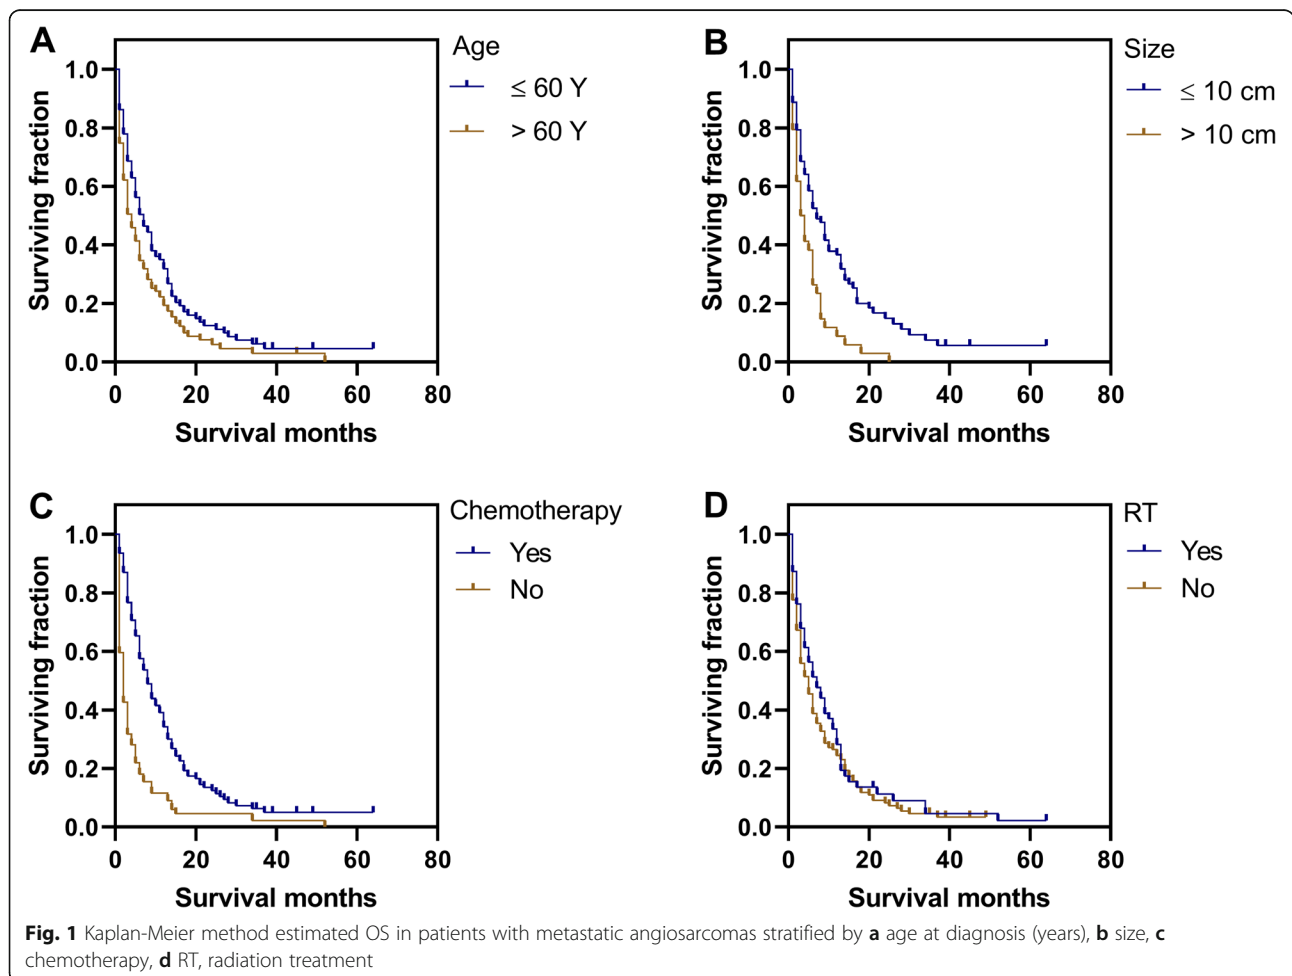 A
Age
≤ 60 Y
> 60 Y
1.0
0.8
0.6
0.4
0.2
0.0
Surviving fraction
0 20 40 60 80
Survival months
B
Size
≤ 10 cm
> 10 cm
1.0
0.8
0.6
0.4
0.2
0.0
Surviving fraction
0 20 40 60 80
Survival months
C
Chemotherapy
Yes
No
1.0
0.8
0.6
0.4
0.2
0.0
Surviving fraction
0 20 40 60 80
Survival months
D
RT
Yes
No
1.0
0.8
0.6
0.4
0.2
0.0
Surviving fraction
0 20 40 60 80
Survival months
Fig. 1 Kaplan-Meier method estimated OS in patients with metastatic angiosarcomas stratified by a age at diagnosis (years), b size, c
chemotherapy, d RT, radiation treatment